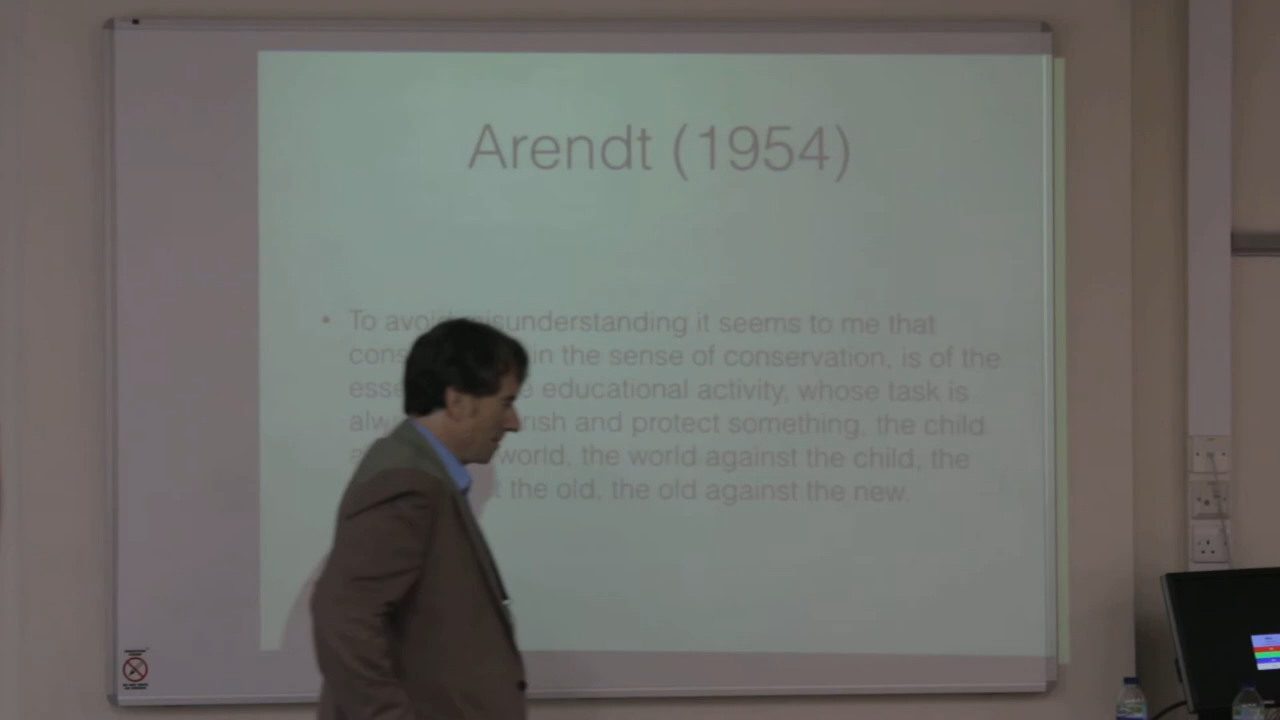 Arendt (1954)
• To avoid misunderstanding it seems to me that
in the sense of conservation, is of the
educational activity, whose task is
and protect something, the child
world, the world against the child, the
the old, the old against the new.